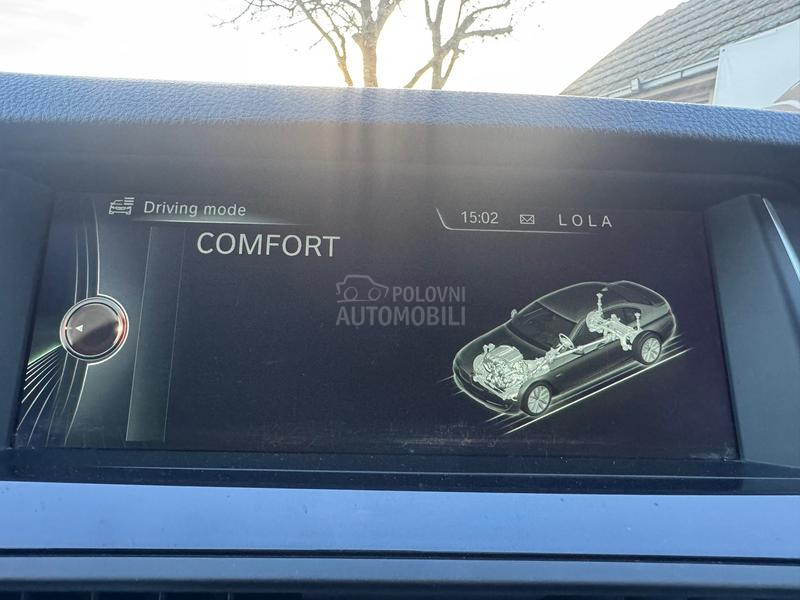 Driving mode
15:02 LOLA
COMFORT
POLOVNI
AUTOMOBILI